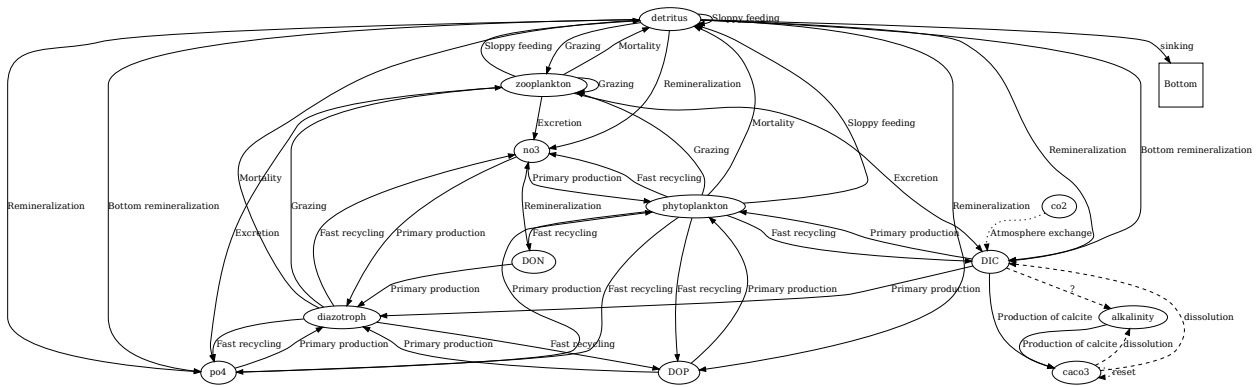 detritus
Sloppy feeding
sinking
Sloppy feeding
Grazing
Mortality
zooplankton
Grazing
Remineralization
Bottom
Excretion
Mortality
Sloppy feeding
no3
Grazing
Remineralization
Bottom remineralization
Mortality
Primary production
Fast recycling
Excretion
Remineralization
Bottom remineralization
Grazing
Remineralization
phytoplankton
Remineralization
co2
Excretion
Fast recycling
Primary production
Fast recycling
Fast recycling
Primary production
Atmosphere exchange
DON
DIC
Primary production
Primary production
Fast recycling
Fast recycling
Primary production
Primary production
?
diazotroph
Production of calcite
alkalinity
dissolution
Fast recycling
Primary production
Primary production
Fast recycling
Production of calcite
dissolution
po4
DOP
caco3
reset